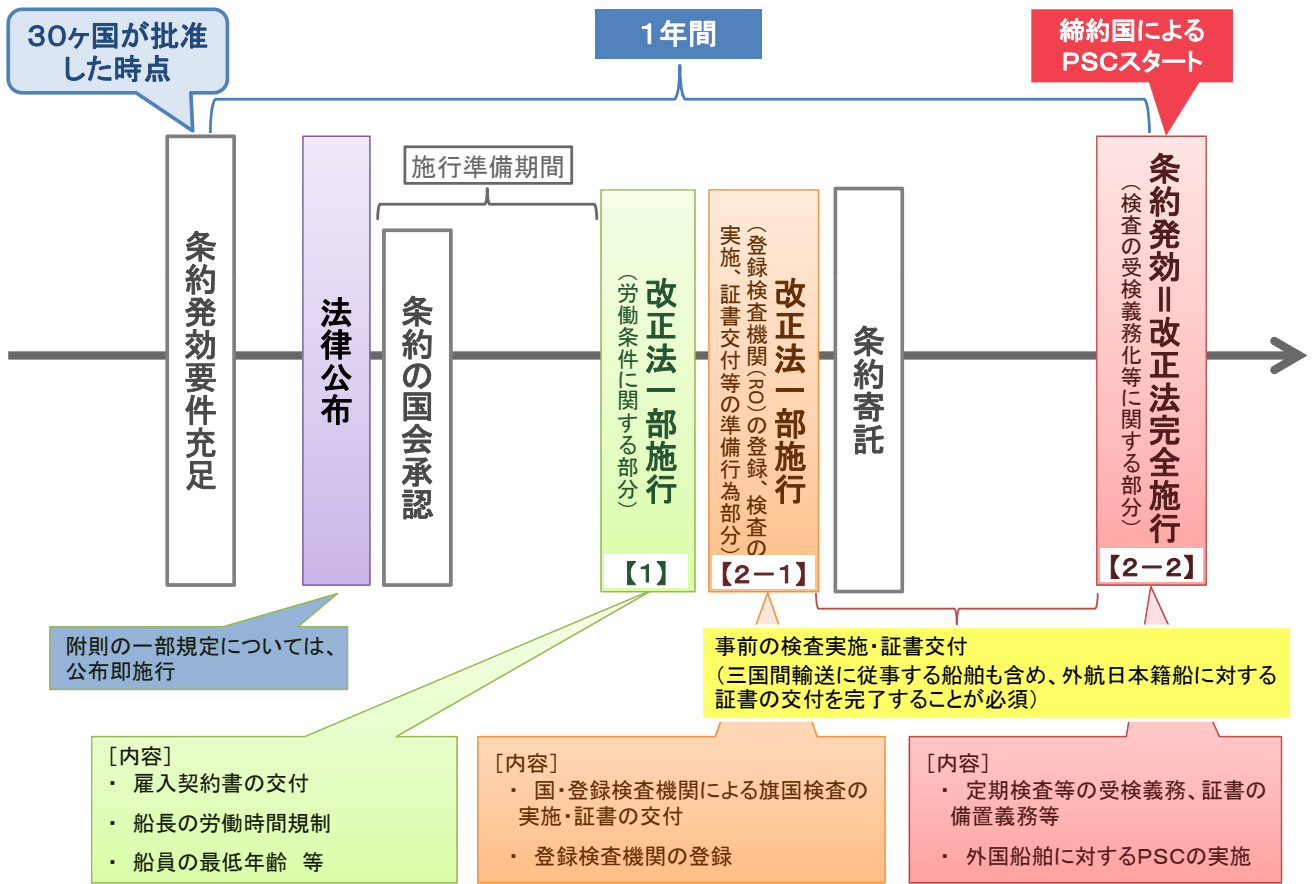 30ヶ国が批准
した時点
1年間
締約国による
PSCスタート
施行準備期間
条約発効要件充足
法律公布
条約の国会承認
改正法一部施行
（労働条件に関する部分）
【1】
改正法一部施行
（登録検査機関（RO）の登録、検査の
実施、証書交付等の準備行為部分）
【2－1】
条約寄託
条約発効＝改正法完全施行
（検査の受検義務化等に関する部分）
【2－2】
附則の一部規定については、
公布即施行
事前の検査実施・証書交付
（三国間輸送に従事する船舶も含め、外航日本籍船に対する
証書の交付を完了することが必須）
［内容］
・ 雇入契約書の交付
・ 船長の労働時間規制
・ 船員の最低年齢 等
［内容］
・ 国・登録検査機関による旗国検査の
実施・証書の交付
・ 登録検査機関の登録
［内容］
・ 定期検査等の受検義務、証書の
備置義務等
・ 外国船舶に対するPSCの実施